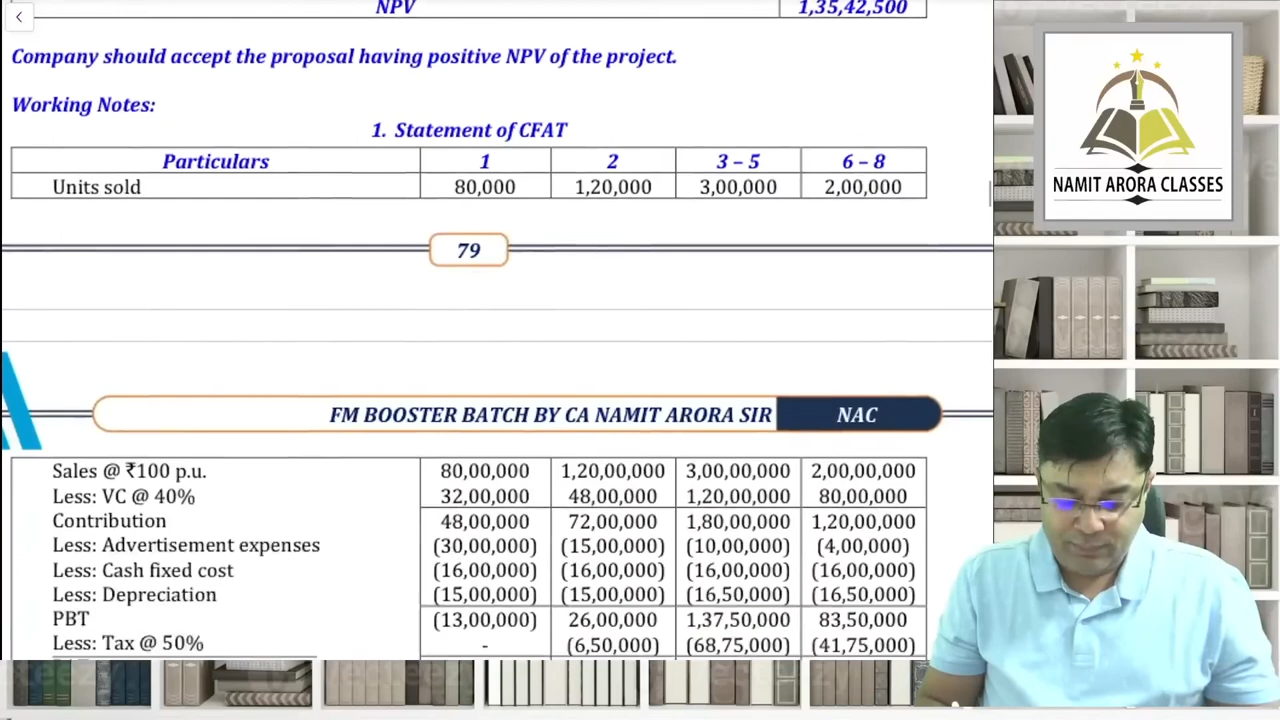 NPV 1,35,42,500
Company should accept the proposal having positive NPV of the project.
Working Notes:
1. Statement of CFAT
Particulars 1 2 3 – 5 6 – 8
Units sold 80,000 1,20,000 3,00,000 2,00,000
79
FM BOOSTER BATCH BY CA NAMIT ARORA SIR NAC
Sales @ ₹100 p.u. 80,00,000 1,20,00,000 3,00,00,000 2,00,00,000
Less: VC @ 40% 32,00,000 48,00,000 1,20,00,000 80,00,000
Contribution 48,00,000 72,00,000 1,80,00,000 1,20,00,000
Less: Advertisement expenses (30,00,000) (15,00,000) (10,00,000) (4,00,000)
Less: Cash fixed cost (16,00,000) (16,00,000) (16,00,000) (16,00,000)
Less: Depreciation (15,00,000) (15,00,000) (16,50,000) (16,50,000)
PBT (13,00,000) 26,00,000 1,37,50,000 83,50,000
Less: Tax @ 50% - (6,50,000) (68,75,000) (41,75,000)
NAMIT ARORA CLASSES